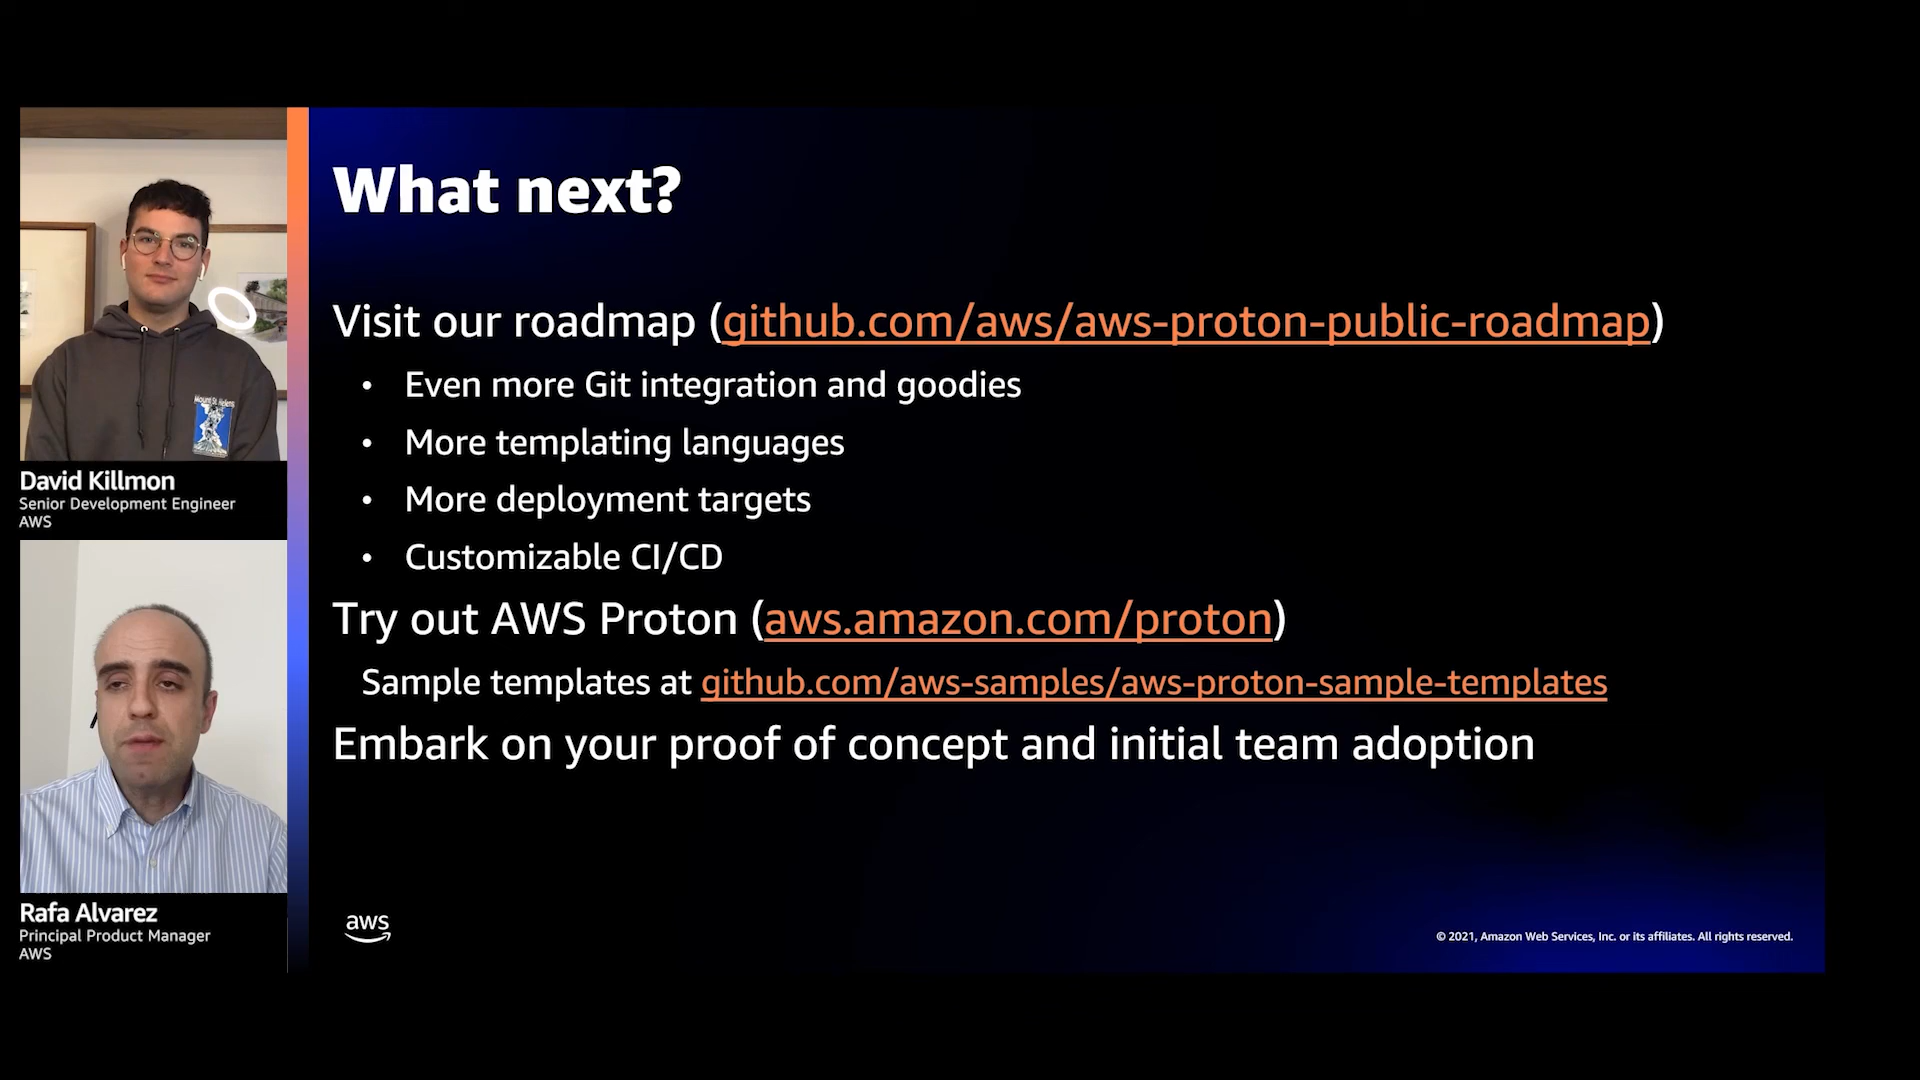 What next?
Visit our roadmap (github.com/aws/aws-proton-public-roadmap)
• Even more Git integration and goodies
• More templating languages
• More deployment targets
• Customizable CI/CD
Try out AWS Proton (aws.amazon.com/proton)
Sample templates at github.com/aws-samples/aws-proton-sample-templates
Embark on your proof of concept and initial team adoption
aws
© 2021, Amazon Web Services, Inc. or its affiliates. All rights reserved.
Mount St. Helens
David Killmon
Senior Development Engineer
AWS
Rafa Alvarez
Principal Product Manager
AWS